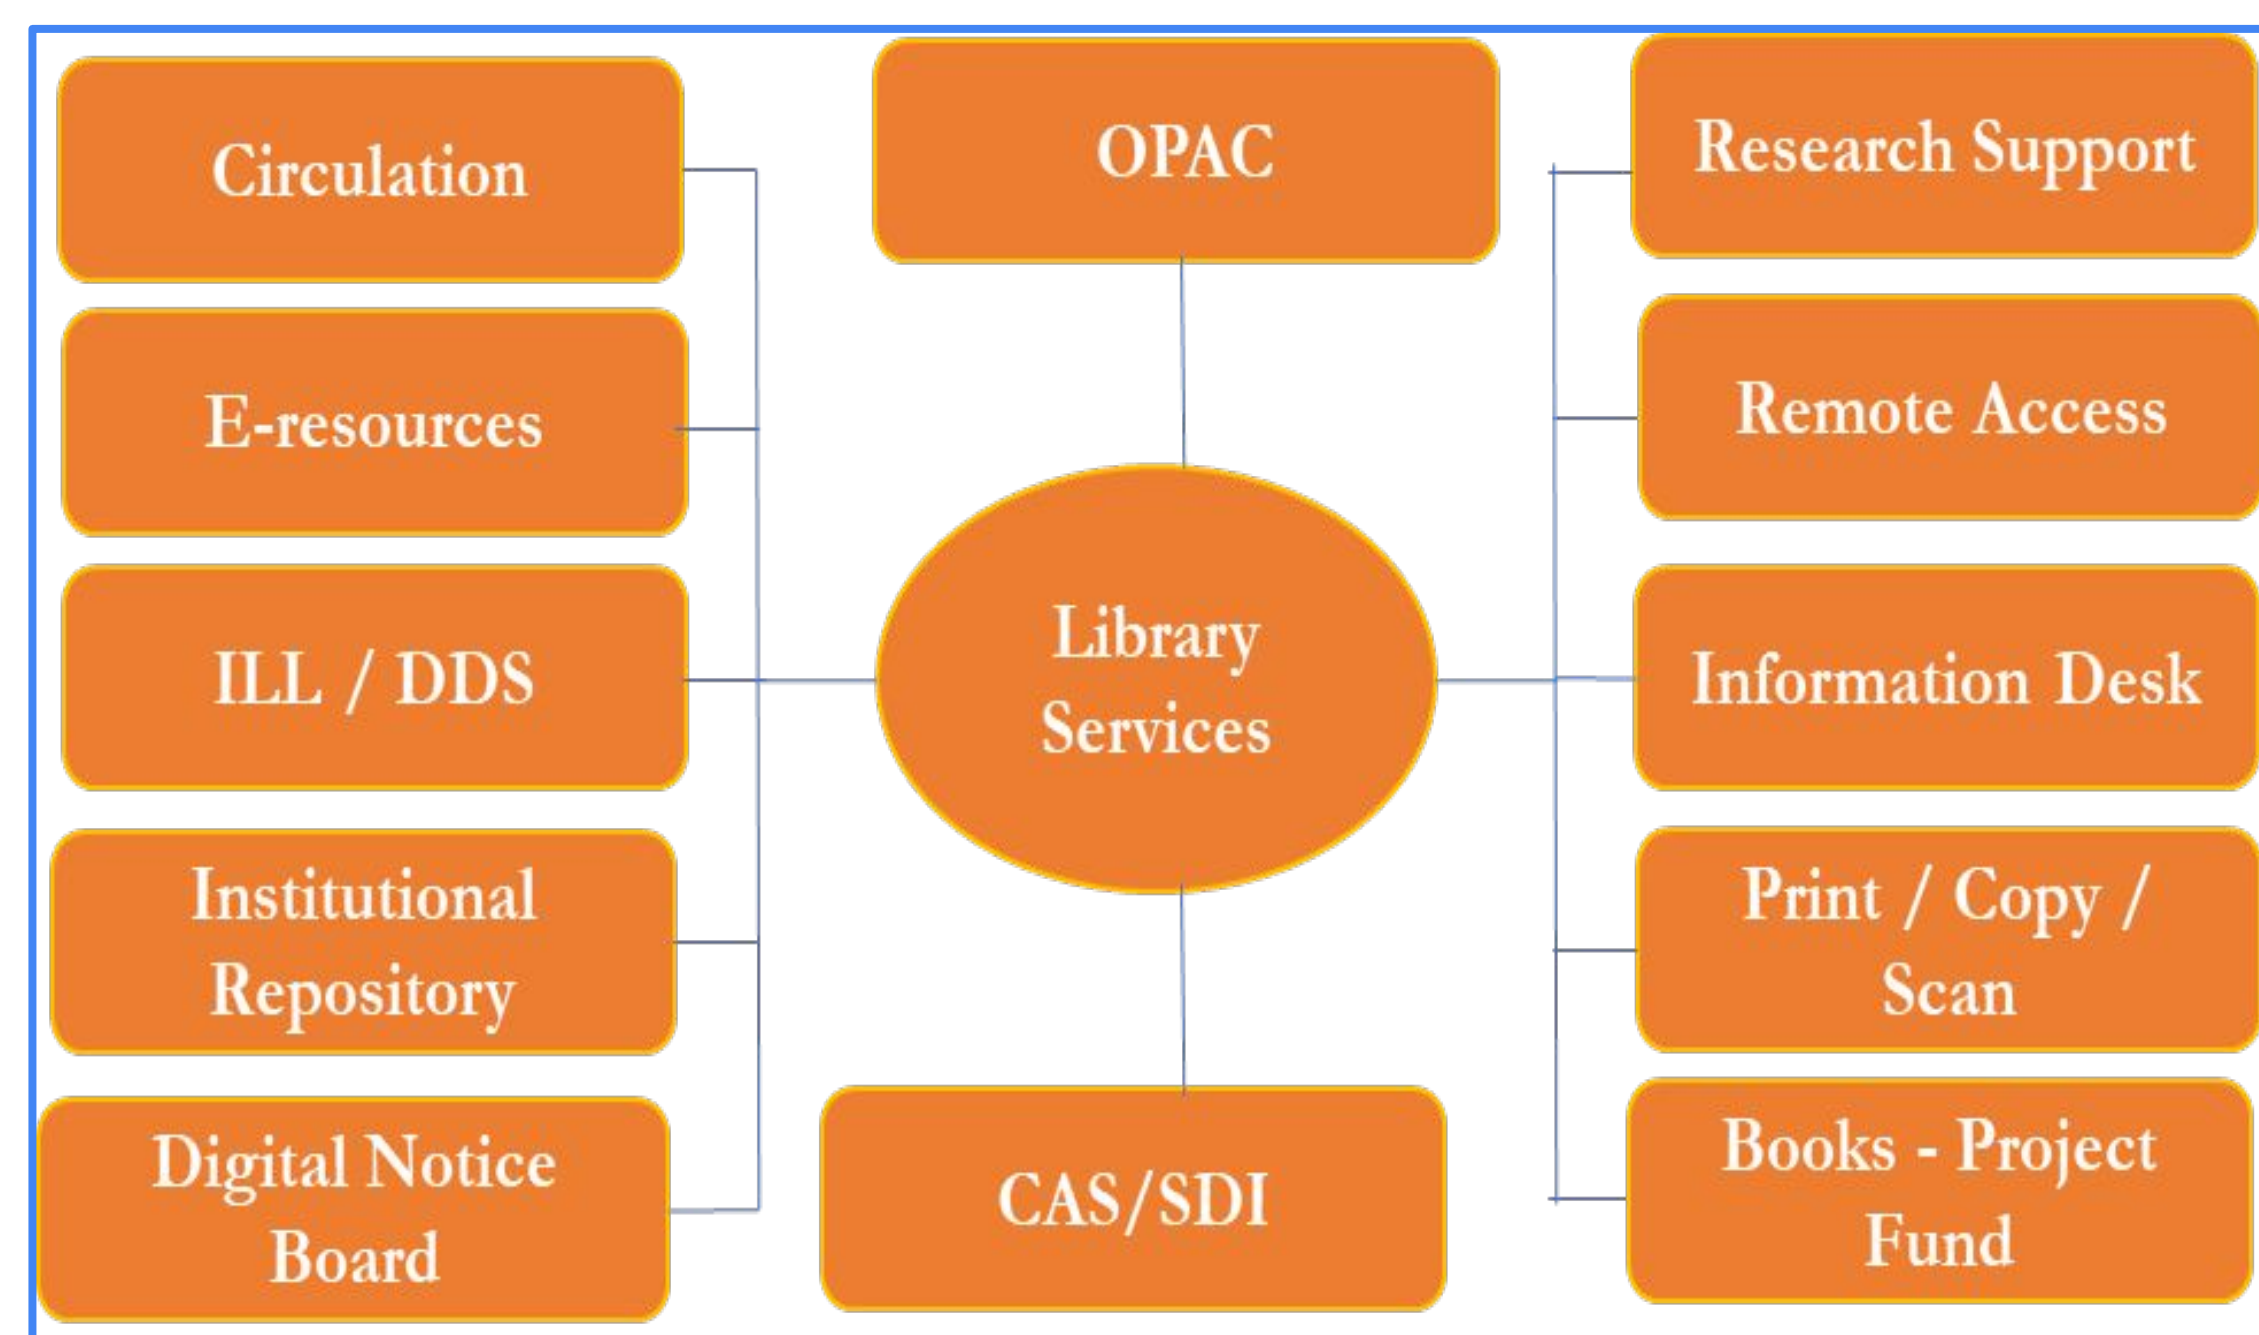 Circulation
E-resources
ILL / DDS
Institutional
Repository
Digital Notice
Board
OPAC
Library
Services
CAS/SDI
Research Support
Remote Access
Information Desk
Print / Copy /
Scan
Books - Project
Fund